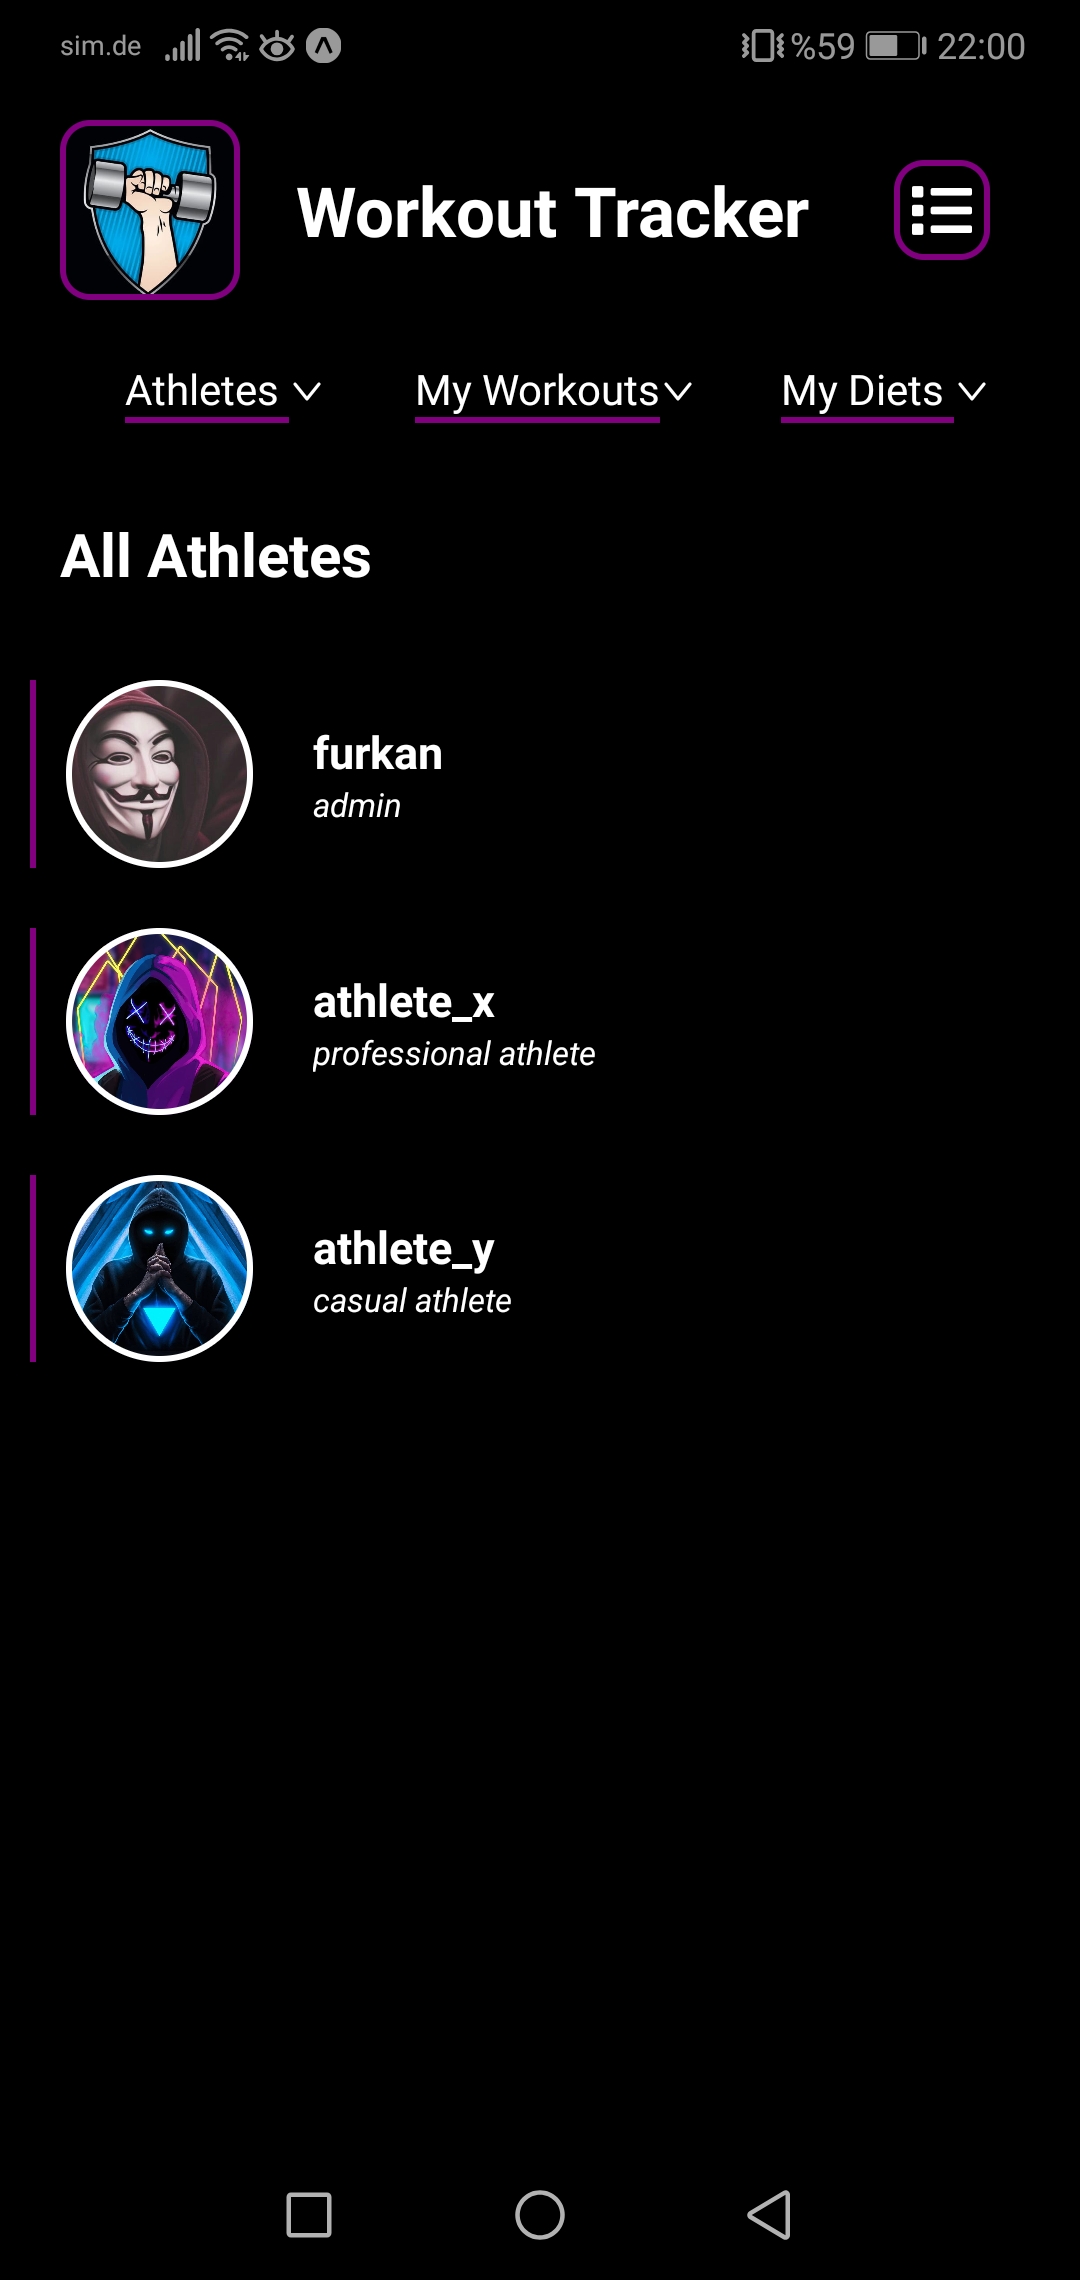 sim.de %59 22:00
Workout Tracker
Athletes My Workouts My Diets
All Athletes
furkan
admin
athlete_x
professional athlete
athlete_y
casual athlete